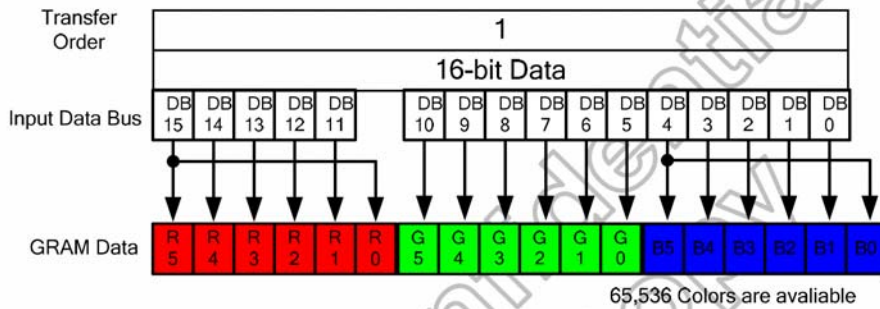 Transfer Order
1
16-bit Data
Input Data Bus
DB 15 DB 14 DB 13 DB 12 DB 11 DB 10 DB 9 DB 8 DB 7 DB 6 DB 5 DB 4 DB 3 DB 2 DB 1 DB 0
GRAM Data
R 5 R 4 R 3 R 2 R 1 R 0 G 5 G 4 G 3 G 2 G 1 G 0 B5 B4 B3 B2 B1 B0
65,536 Colors are avaliable